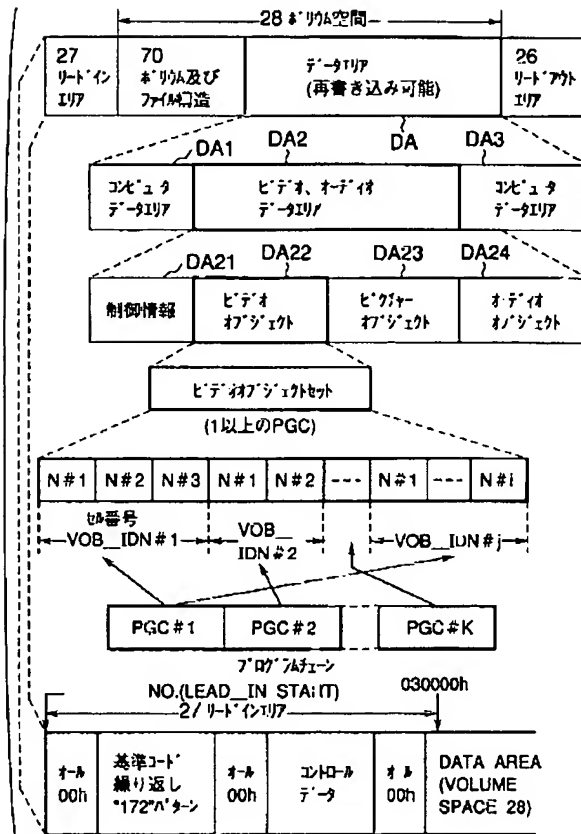 28 ボリウム空間
27
リードイン
エリア
70
ボリウム及び
ファイル構造
データエリア
(再書き込み可能)
26
リードアウト
エリア
DA1
DA2
DA
DA3
コンピュータ
データエリア
ビデオ、オーディオ
データエリア
コンピュータ
データエリア
DA21
DA22
DA23
DA24
制御情報
ビデオ
オブジェクト
ピクチャー
オブジェクト
オーディオ
オブジェクト
ビデオオブジェクトセット
(1以上のPGC)
N#1 N#2 N#3 N#1 N#2 --- N#1 --- N#i
セル番号
VOB__IDN#1
VOB__
IDN#2
VOB__IDN#j
PGC#1 PGC#2 PGC#K
プログラムチェーン
NO.(LEAD__IN START)
030000h
27 リードインエリア
オール
00h
基準コード
繰り返し
"172"パターン
オール
00h
コントロール
データ
オール
00h
DATA AREA
(VOLUME
SPACE 28)